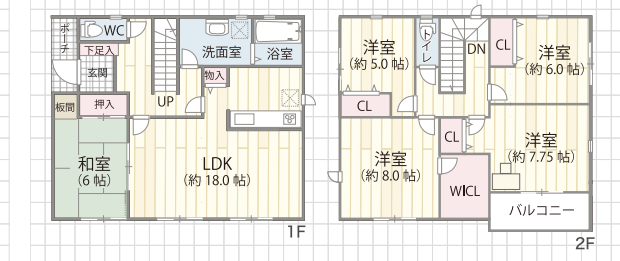 ポーチ
WC
下足入
玄関
洗面室
浴室
物入
UP
板間
押入
和室
(6 帖)
LDK
(約 18.0 帖)
1F
洋室
(約 5.0 帖)
トイレ
DN
CL
洋室
(約 6.0 帖)
CL
洋室
(約 8.0 帖)
CL
洋室
(約 7.75 帖)
WICL
バルコニー
2F